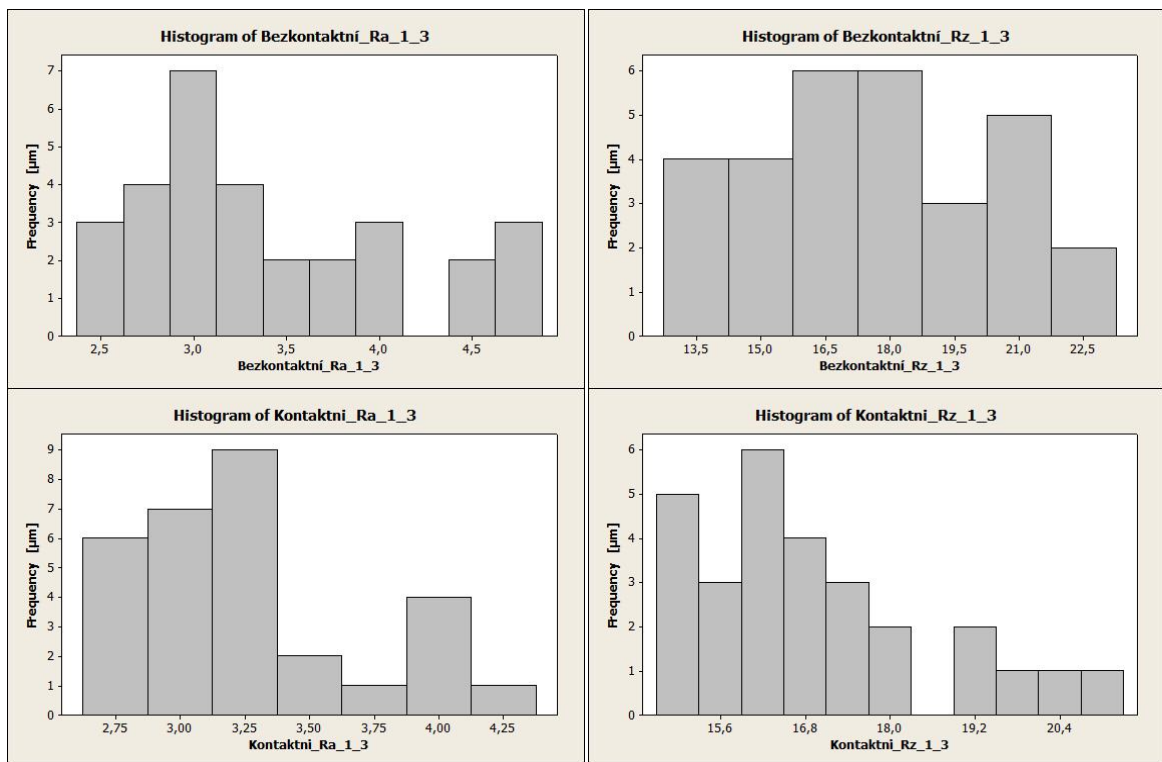 Histogram of Bezkontaktní_Ra_1_3
7
6
5
4
3
2
1
0
Frequency [µm]
2,5 3,0 3,5 4,0 4,5
Bezkontaktní_Ra_1_3
Histogram of Bezkontaktní_Rz_1_3
6
5
4
3
2
1
0
Frequency [µm]
13,5 15,0 16,5 18,0 19,5 21,0 22,5
Bezkontaktní_Rz_1_3
Histogram of Kontaktni_Ra_1_3
9
8
7
6
5
4
3
2
1
0
Frequency [µm]
2,75 3,00 3,25 3,50 3,75 4,00 4,25
Kontaktni_Ra_1_3
Histogram of Kontaktni_Rz_1_3
6
5
4
3
2
1
0
Frequency [µm]
15,6 16,8 18,0 19,2 20,4
Kontaktni_Rz_1_3